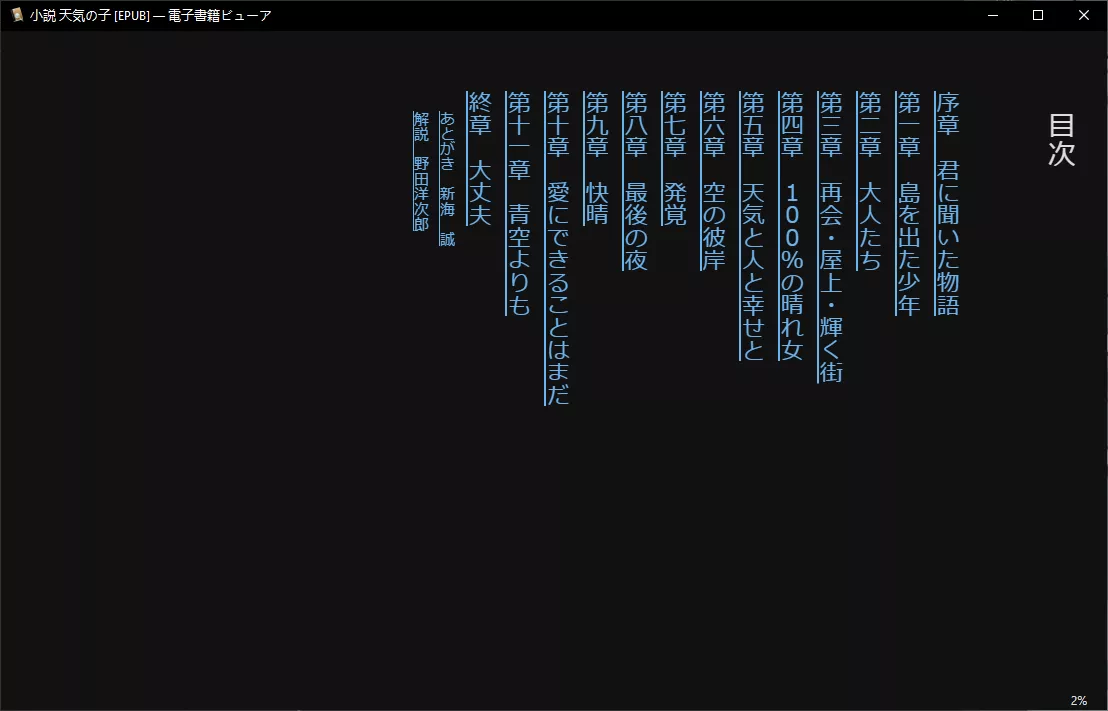 小説 天気の子 [EPUB] — 電子書籍ビューア
目次
序章　君に聞いた物語
第一章　島を出た少年
第二章　大人たち
第三章　再会・屋上・輝く街
第四章　100%の晴れ女
第五章　天気と人と幸せと
第六章　空の彼岸
第七章　発覚
第八章　最後の夜
第九章　快晴
第十章　愛にできることはまだ
第十一章　青空よりも
終章　大丈夫
あとがき　新海　誠
解説　野田洋次郎
2%